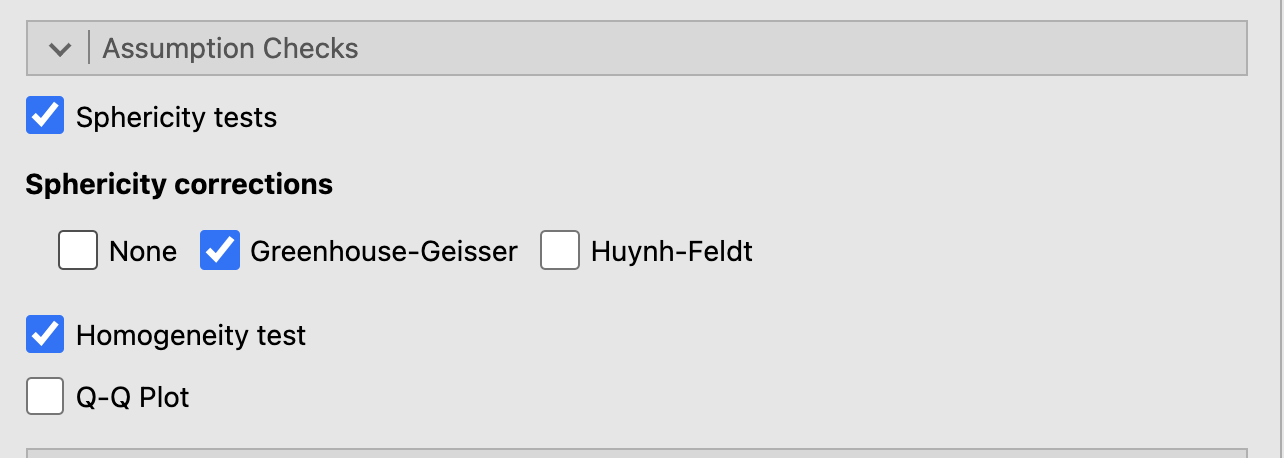 Assumption Checks
Sphericity tests
Sphericity corrections
None Greenhouse-Geisser Huynh-Feldt
Homogeneity test
Q-Q Plot